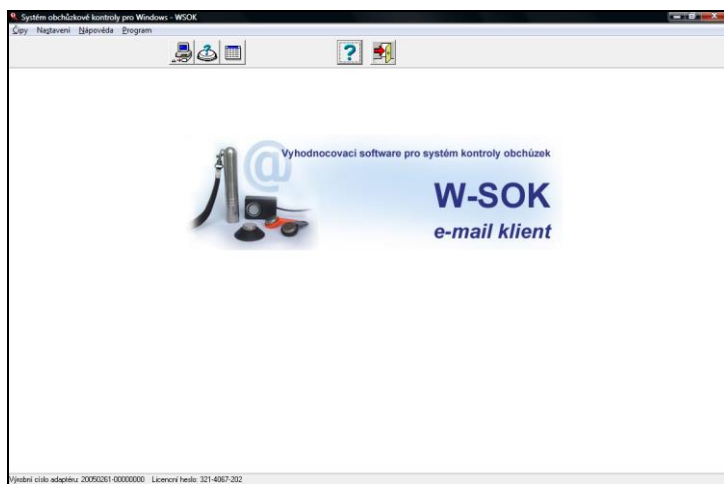 Systém obchůzkové kontroly pro Windows - WSOK
Čipy Nastavení Nápověda Program
?
@
Vyhodnocovací software pro systém kontroly obchůzek
W-SOK
e-mail klient
Výrobní číslo adaptéru: 20050261-00000000 Licencní heslo: 321-4067-202